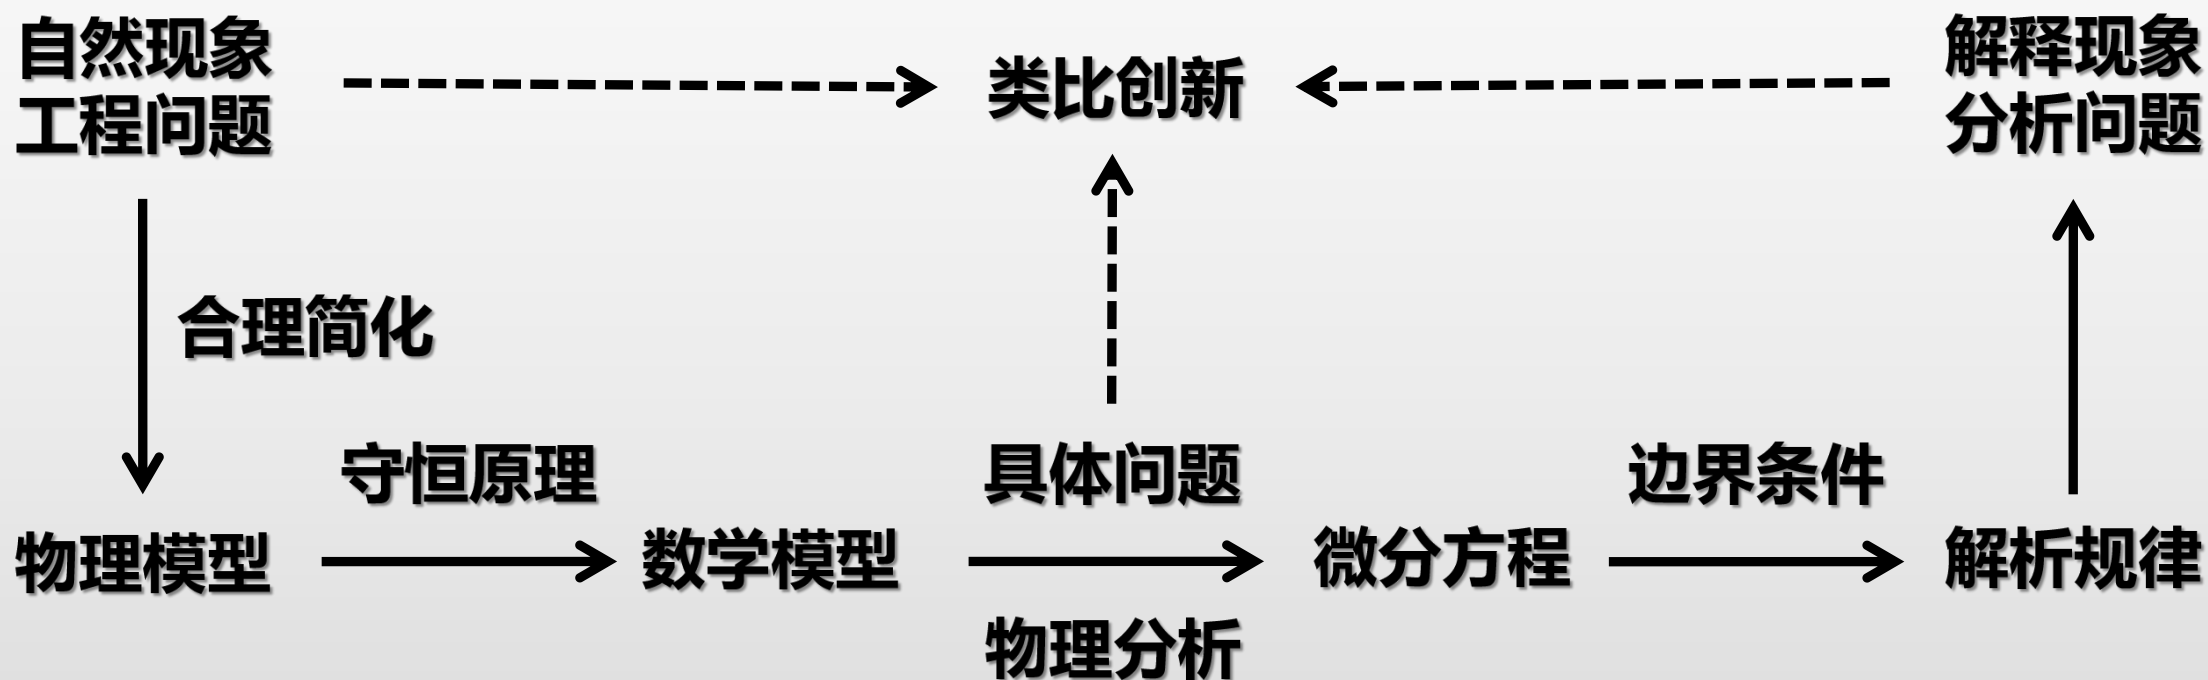 自然现象
工程问题
类比创新
解释现象
分析问题
合理简化
守恒原理
具体问题
边界条件
物理模型
数学模型
微分方程
解析规律
物理分析